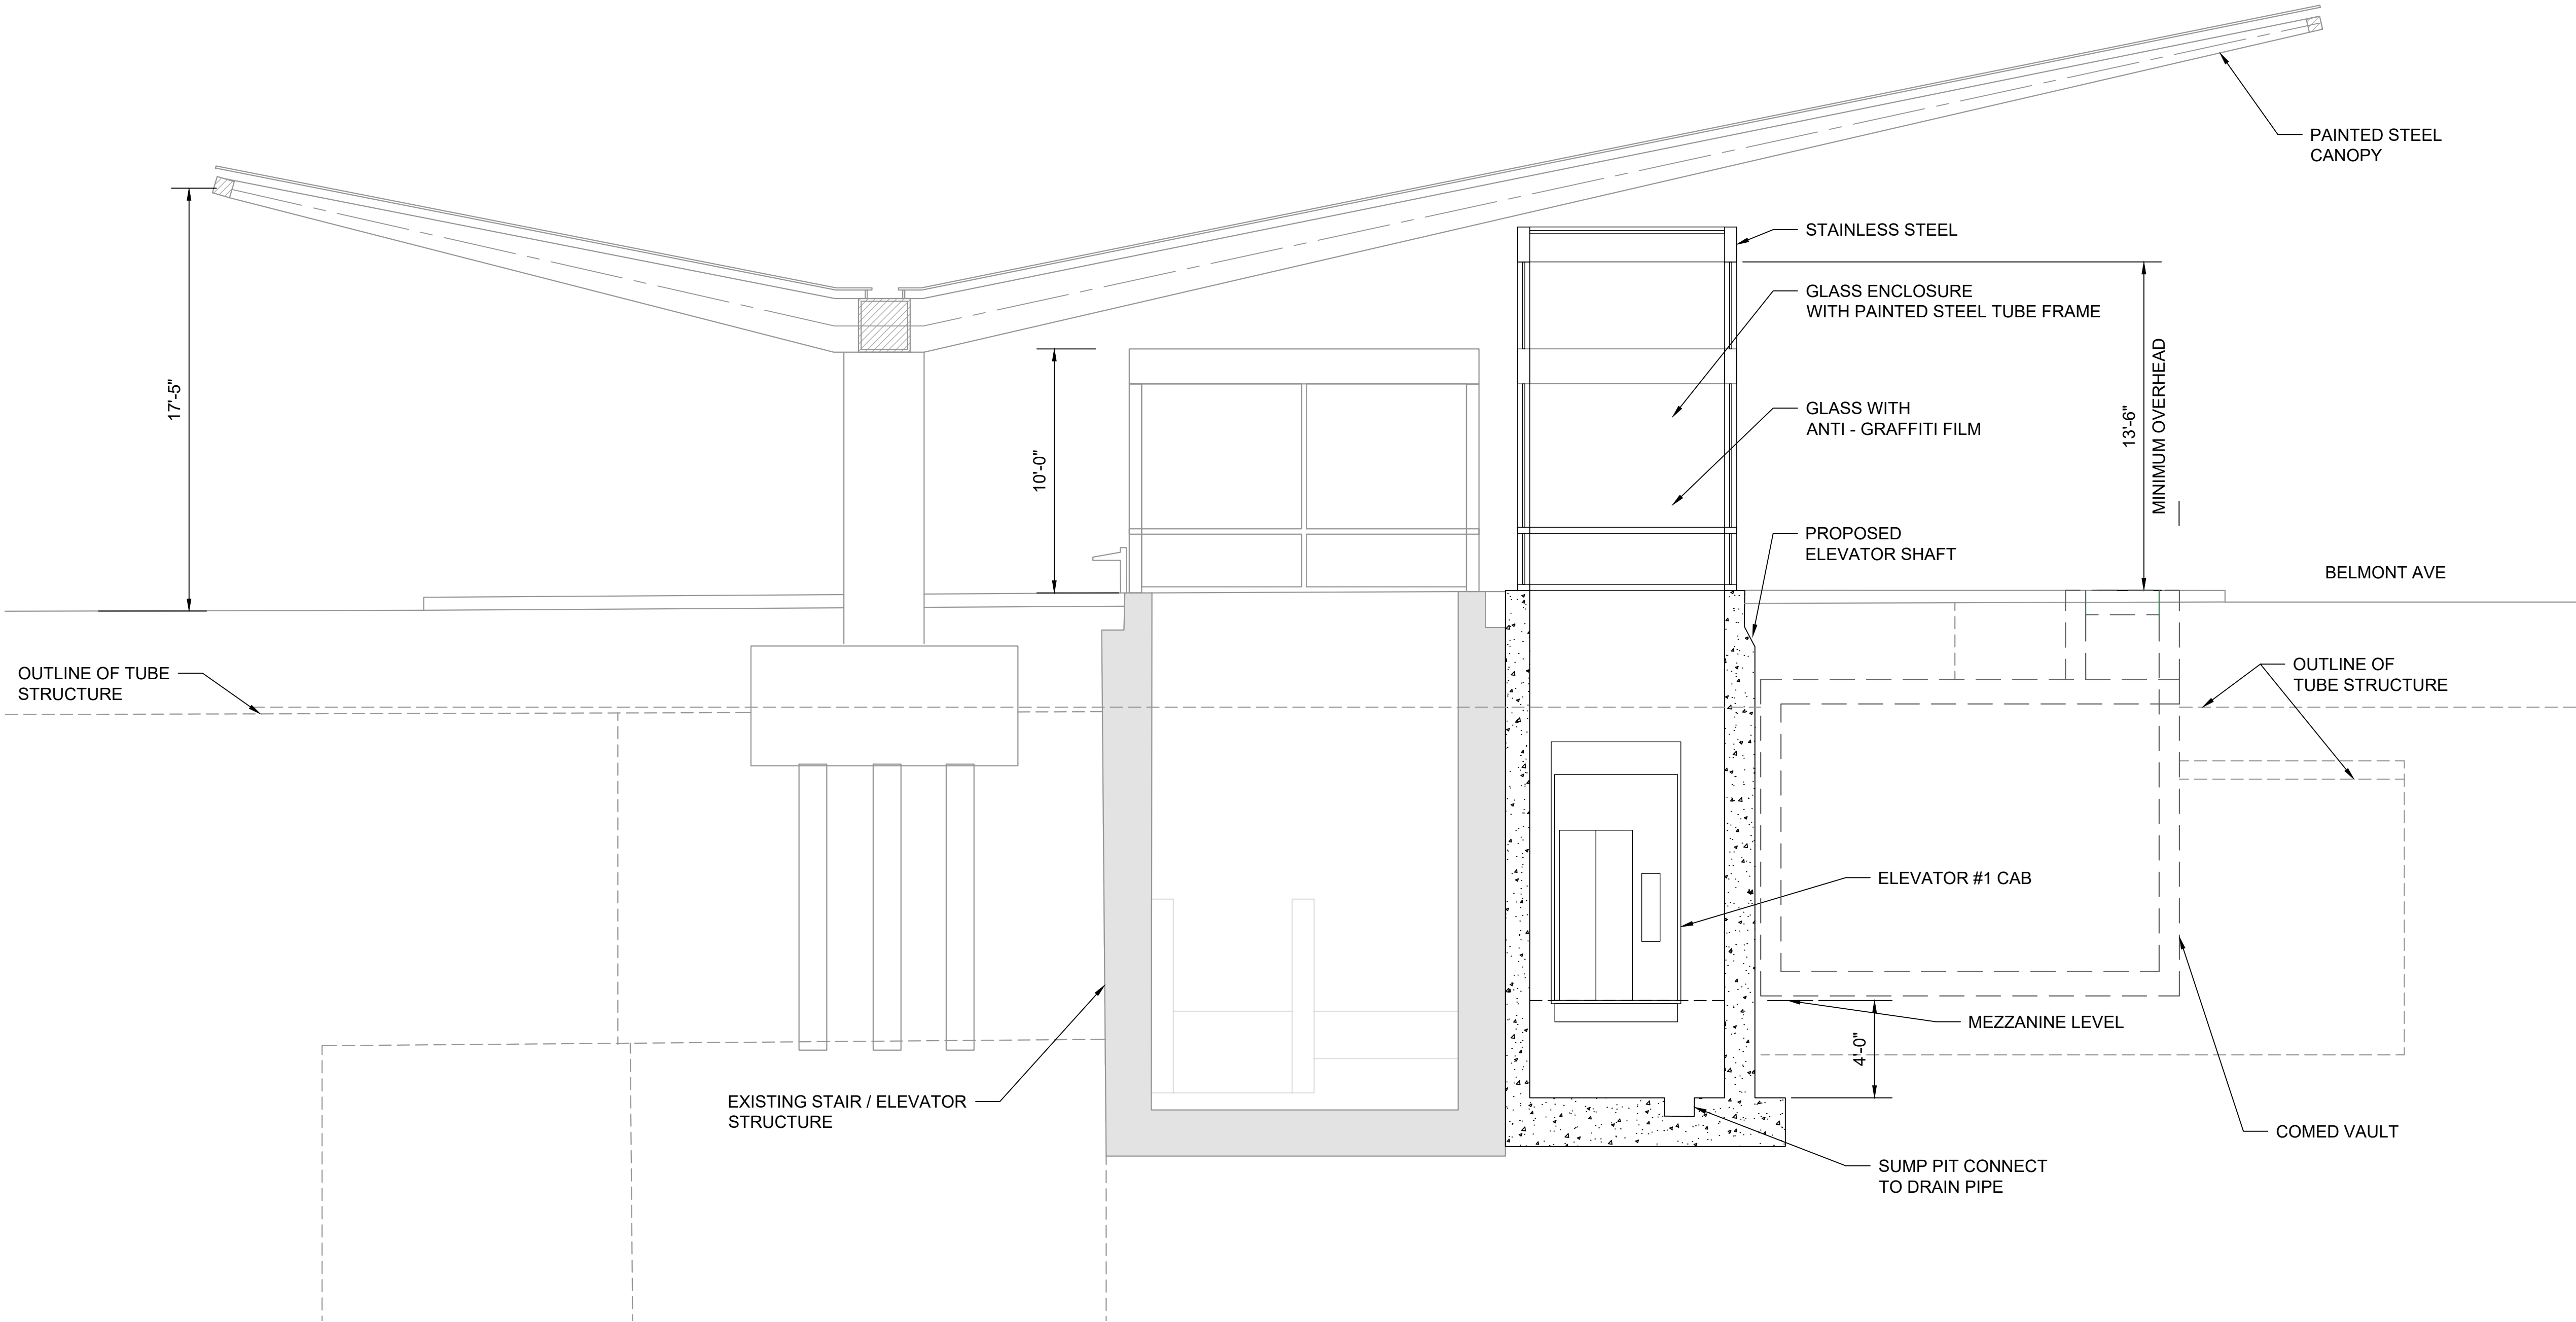 PAINTED STEEL
CANOPY
STAINLESS STEEL
GLASS ENCLOSURE
WITH PAINTED STEEL TUBE FRAME
17'-5"
10'-0"
GLASS WITH
ANTI - GRAFFITI FILM
13'-6"
MINIMUM OVERHEAD
PROPOSED
ELEVATOR SHAFT
BELMONT AVE
OUTLINE OF TUBE
STRUCTURE
OUTLINE OF
TUBE STRUCTURE
ELEVATOR #1 CAB
MEZZANINE LEVEL
4'-0"
EXISTING STAIR / ELEVATOR
STRUCTURE
COMED VAULT
SUMP PIT CONNECT
TO DRAIN PIPE